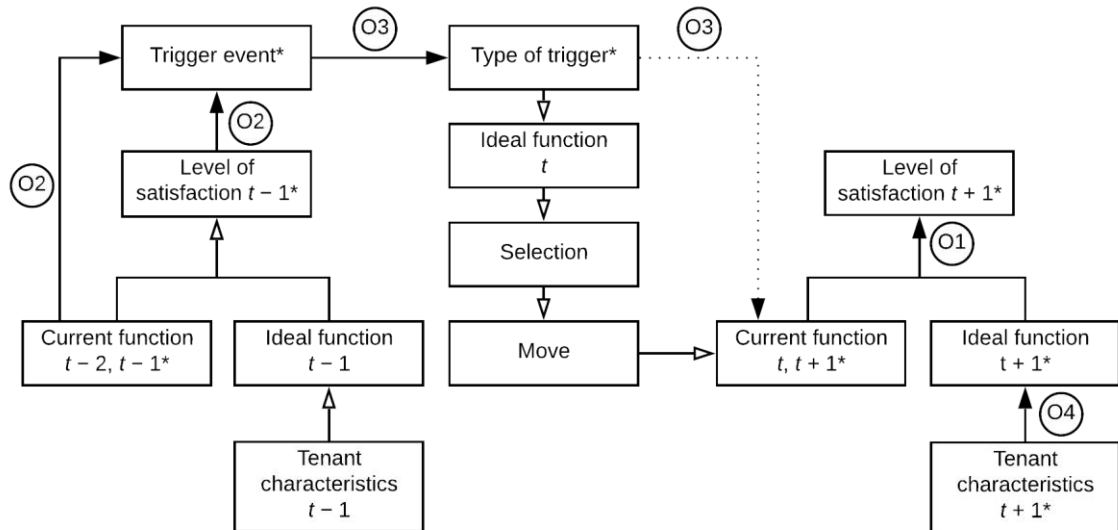 O3
O3
Trigger event*
Type of trigger*
O2
O2
Ideal function
t
Level of
satisfaction t − 1*
Level of
satisfaction t + 1*
O1
Selection
Current function
t − 2, t − 1*
Ideal function
t − 1
Move
Current function
t, t + 1*
Ideal function
t + 1*
O4
Tenant
characteristics
t − 1
Tenant
characteristics
t + 1*